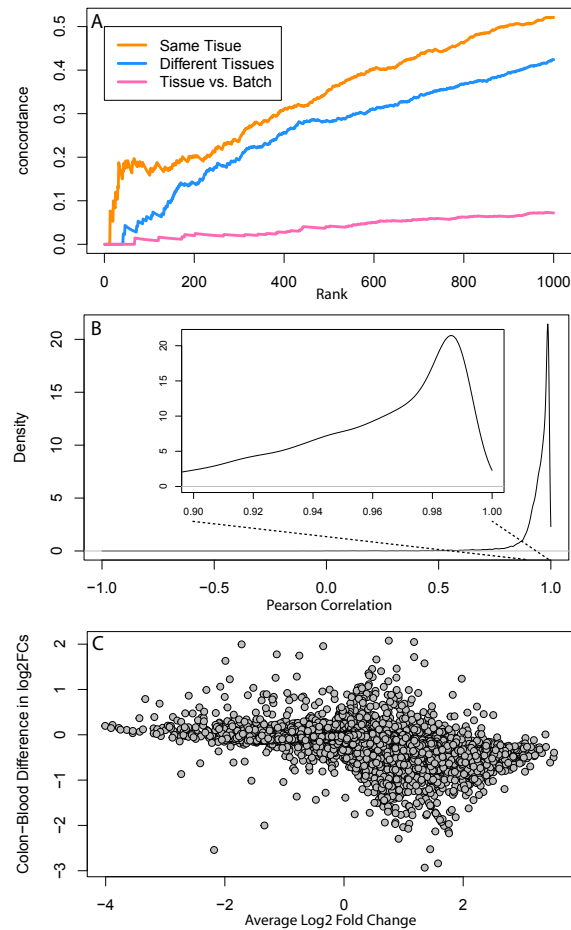 A
Same Tisue
Different Tissues
Tissue vs. Batch
concordance
0.0
0.1
0.2
0.3
0.4
0.5
0 200 400 600 800 1000
Rank
B
Density
0
5
10
15
20
0
5
10
15
20
0.90 0.92 0.94 0.96 0.98 1.00
−1.0 −0.5 0.0 0.5 1.0
Pearson Correlation
C
Colon-Blood Difference in log2FCs
2
1
0
−1
−2
−3
−4 −2 0 2
Average Log2 Fold Change